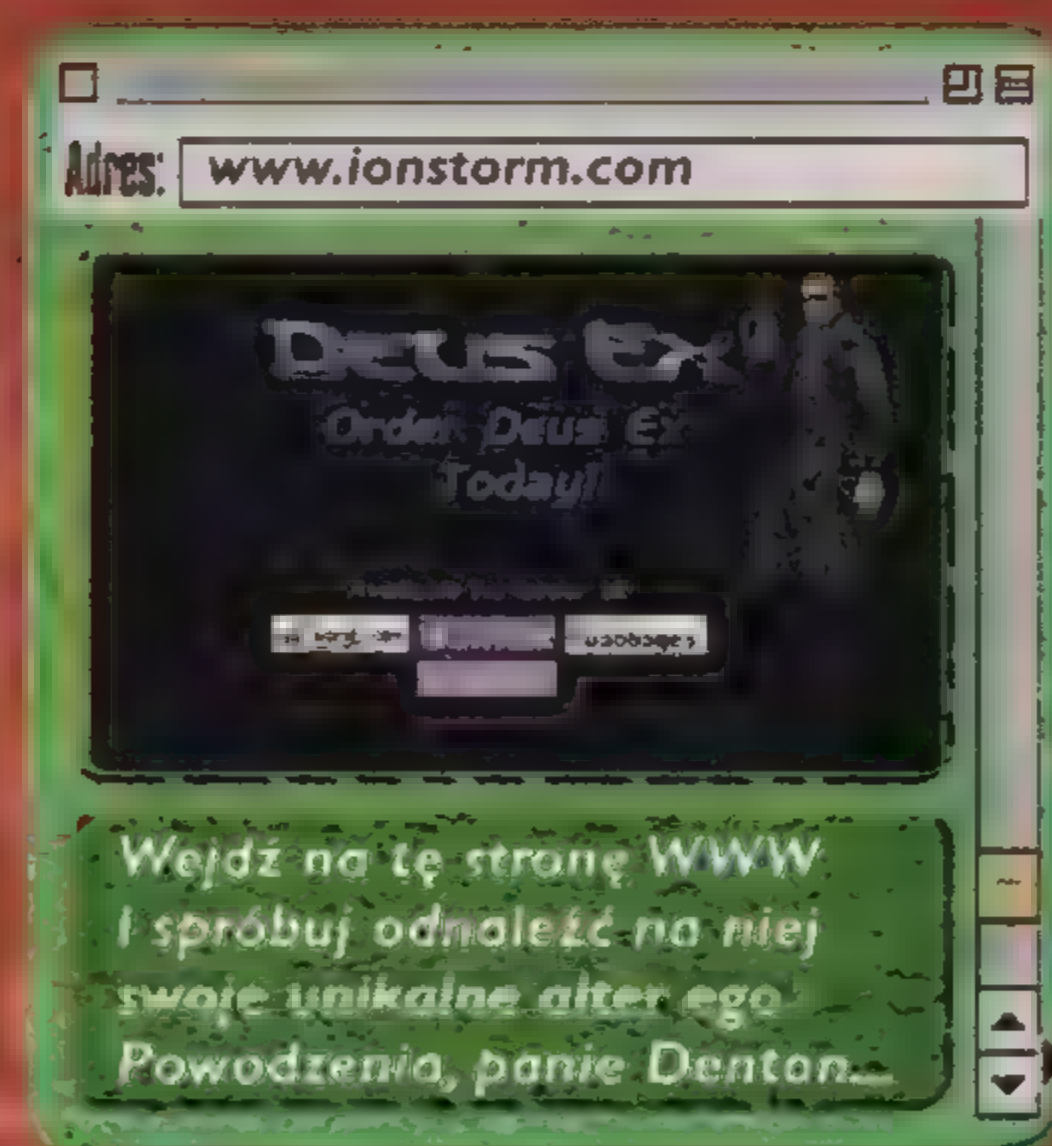 Adres: www.ionstorm.com
Deus Ex
Order Deus Ex
Today!!
Wejdź na tę stronę WWW
I spróbuj odnaleźć na niej
swoje unikalne alter ego
Powodzenia, panie Denton...